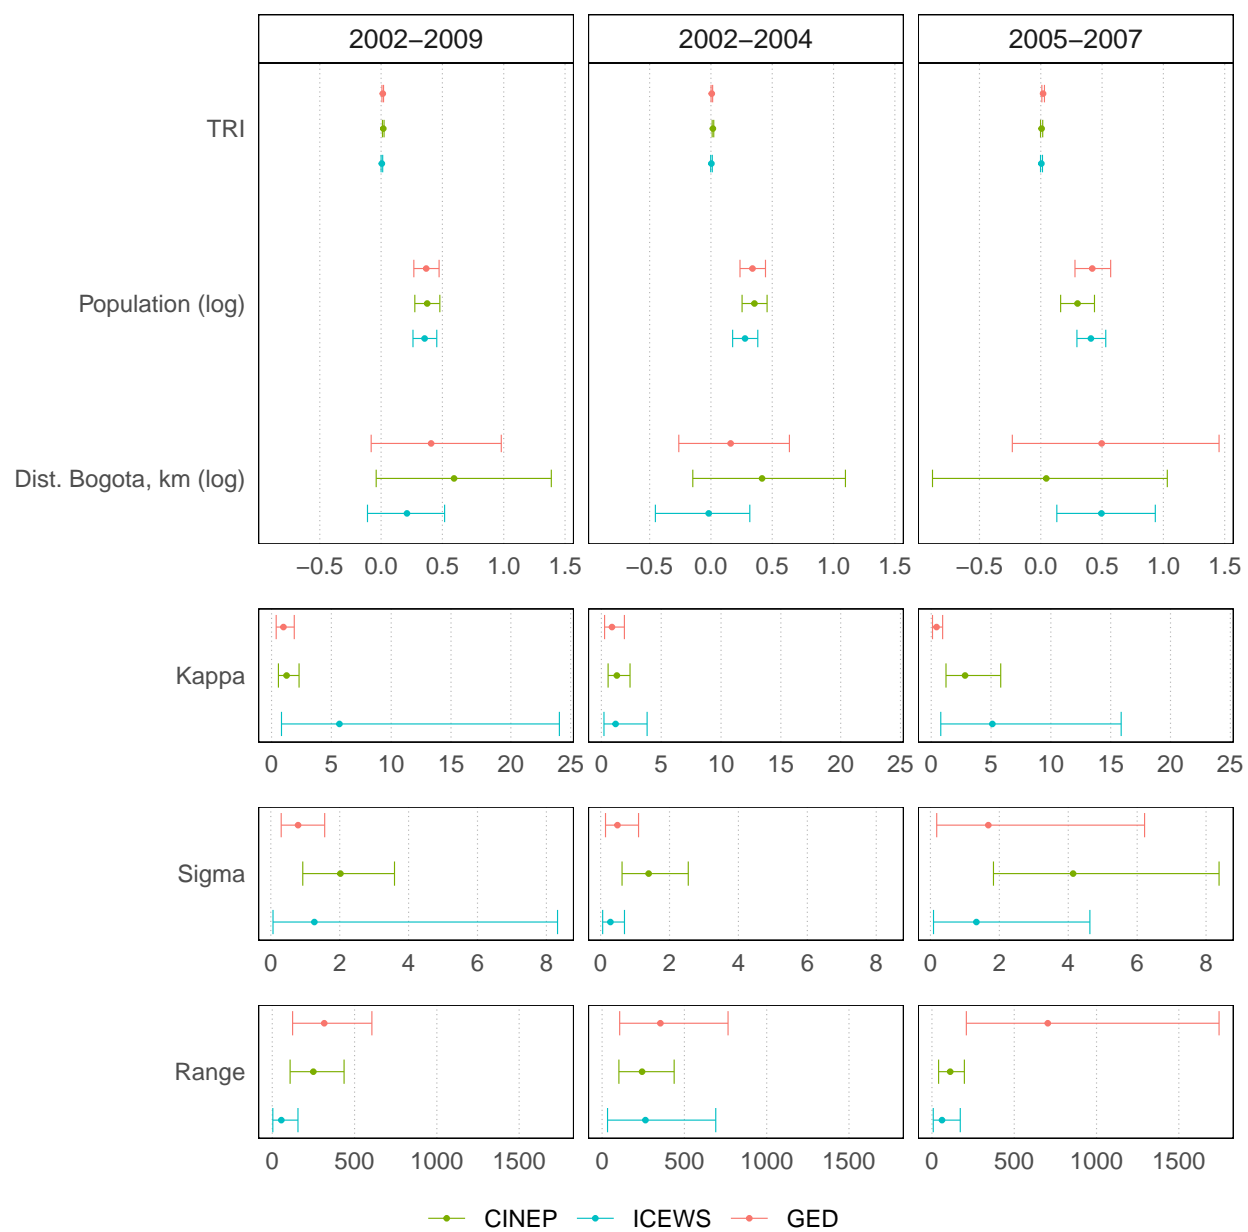 2002–2009 2002–2004 2005–2007
TRI
Population (log)
Dist. Bogota, km (log)
−0.5 0.0 0.5 1.0 1.5 −0.5 0.0 0.5 1.0 1.5 −0.5 0.0 0.5 1.0 1.5
Kappa
0 5 10 15 20 25 0 5 10 15 20 25 0 5 10 15 20 25
Sigma
0 2 4 6 8 0 2 4 6 8 0 2 4 6 8
Range
0 500 1000 1500 0 500 1000 1500 0 500 1000 1500
CINEP ICEWS GED